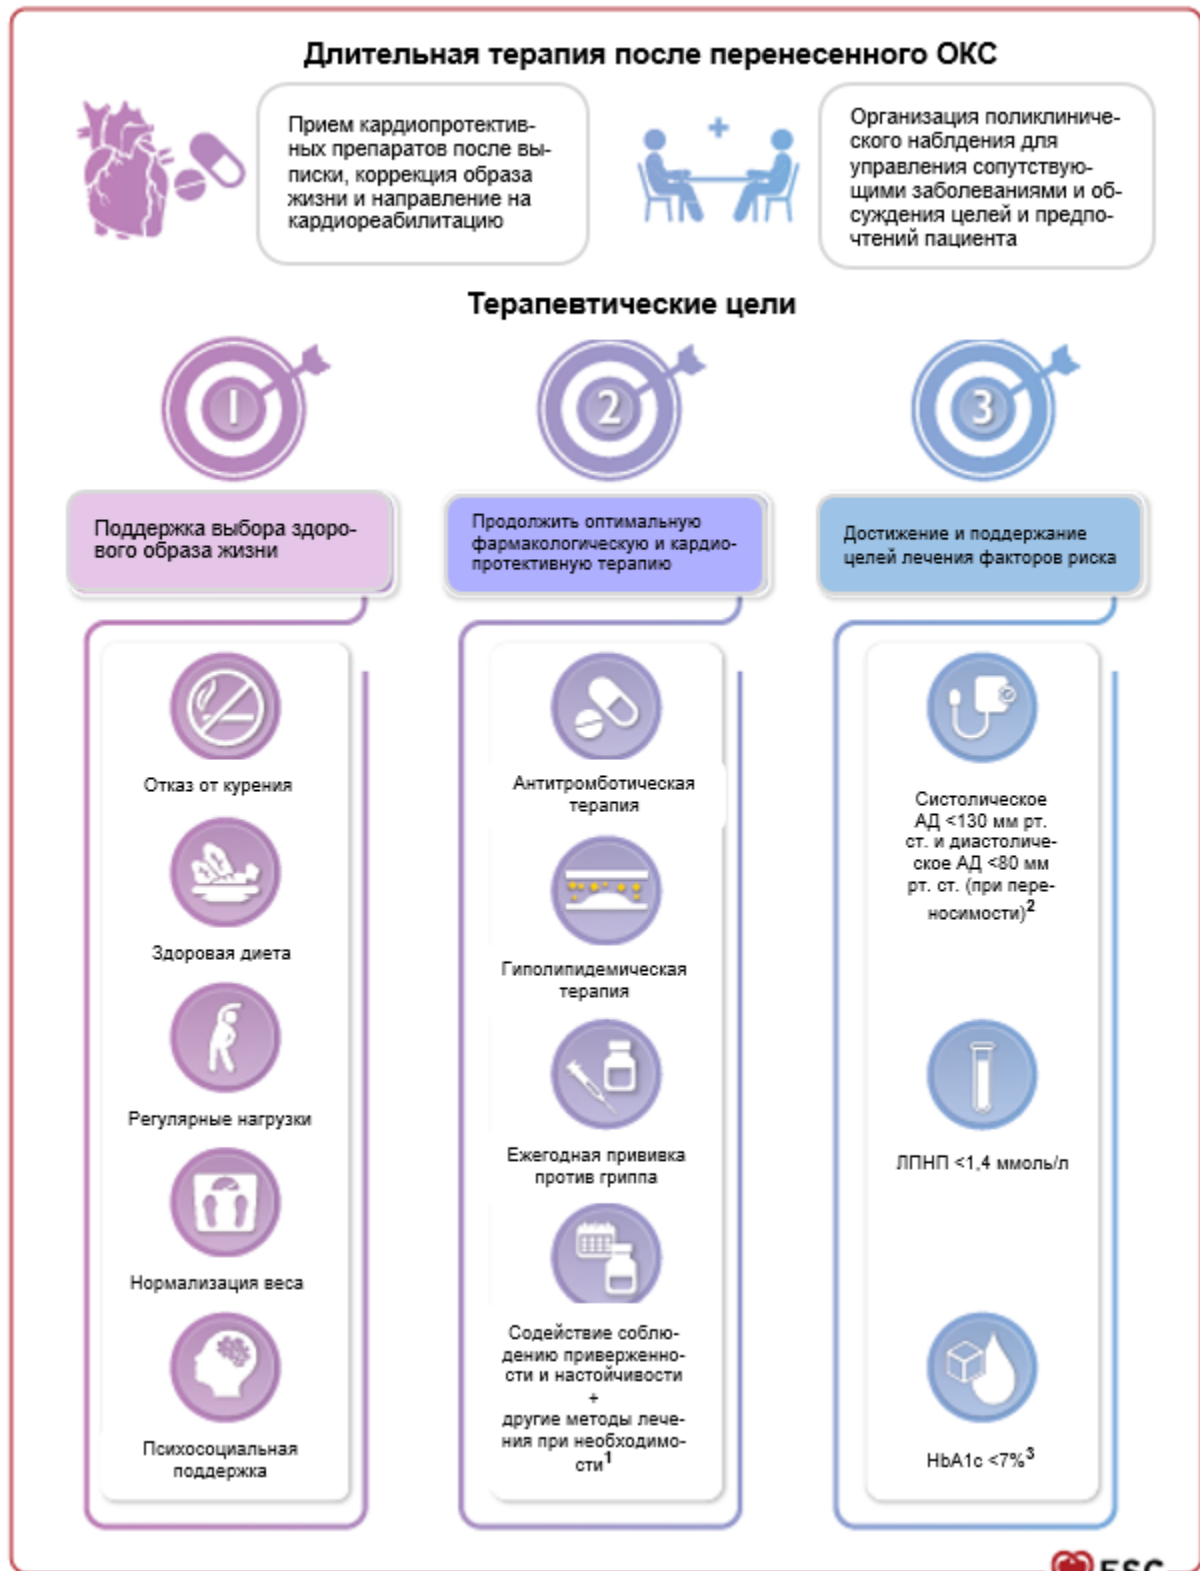 Длительная терапия после перенесенного ОКС
Прием кардиопротектив-
ных препаратов после вы-
писки, коррекция образа
жизни и направление на
кардиореабилитацию
Организация поликлиниче-
ского наблдения для
управления сопутствую-
щими заболеваниями и об-
суждения целей и предпо-
чтений пациента
Терапевтические цели
1
2
3
Поддержка выбора здоро-
вого образа жизни
Продолжить оптимальную
фармакологическую и кардио-
протективную терапию
Достижение и поддержание
целей лечения факторов риска
Отказ от курения
Здоровая диета
Регулярные нагрузки
Нормализация веса
Психосоциальная
поддержка
Антитромботическая
терапия
Гиполипидемическая
терапия
Ежегодная прививка
против гриппа
Содействие соблю-
дению приверженно-
сти и настойчивости
+
другие методы лече-
ния при необходимо-
сти¹
Систолическое
АД <130 мм рт.
ст. и диастоличе-
ское АД <80 мм
рт. ст. (при пере-
носимости)²
ЛПНП <1,4 ммоль/л
HbA1c <7%³
ESC